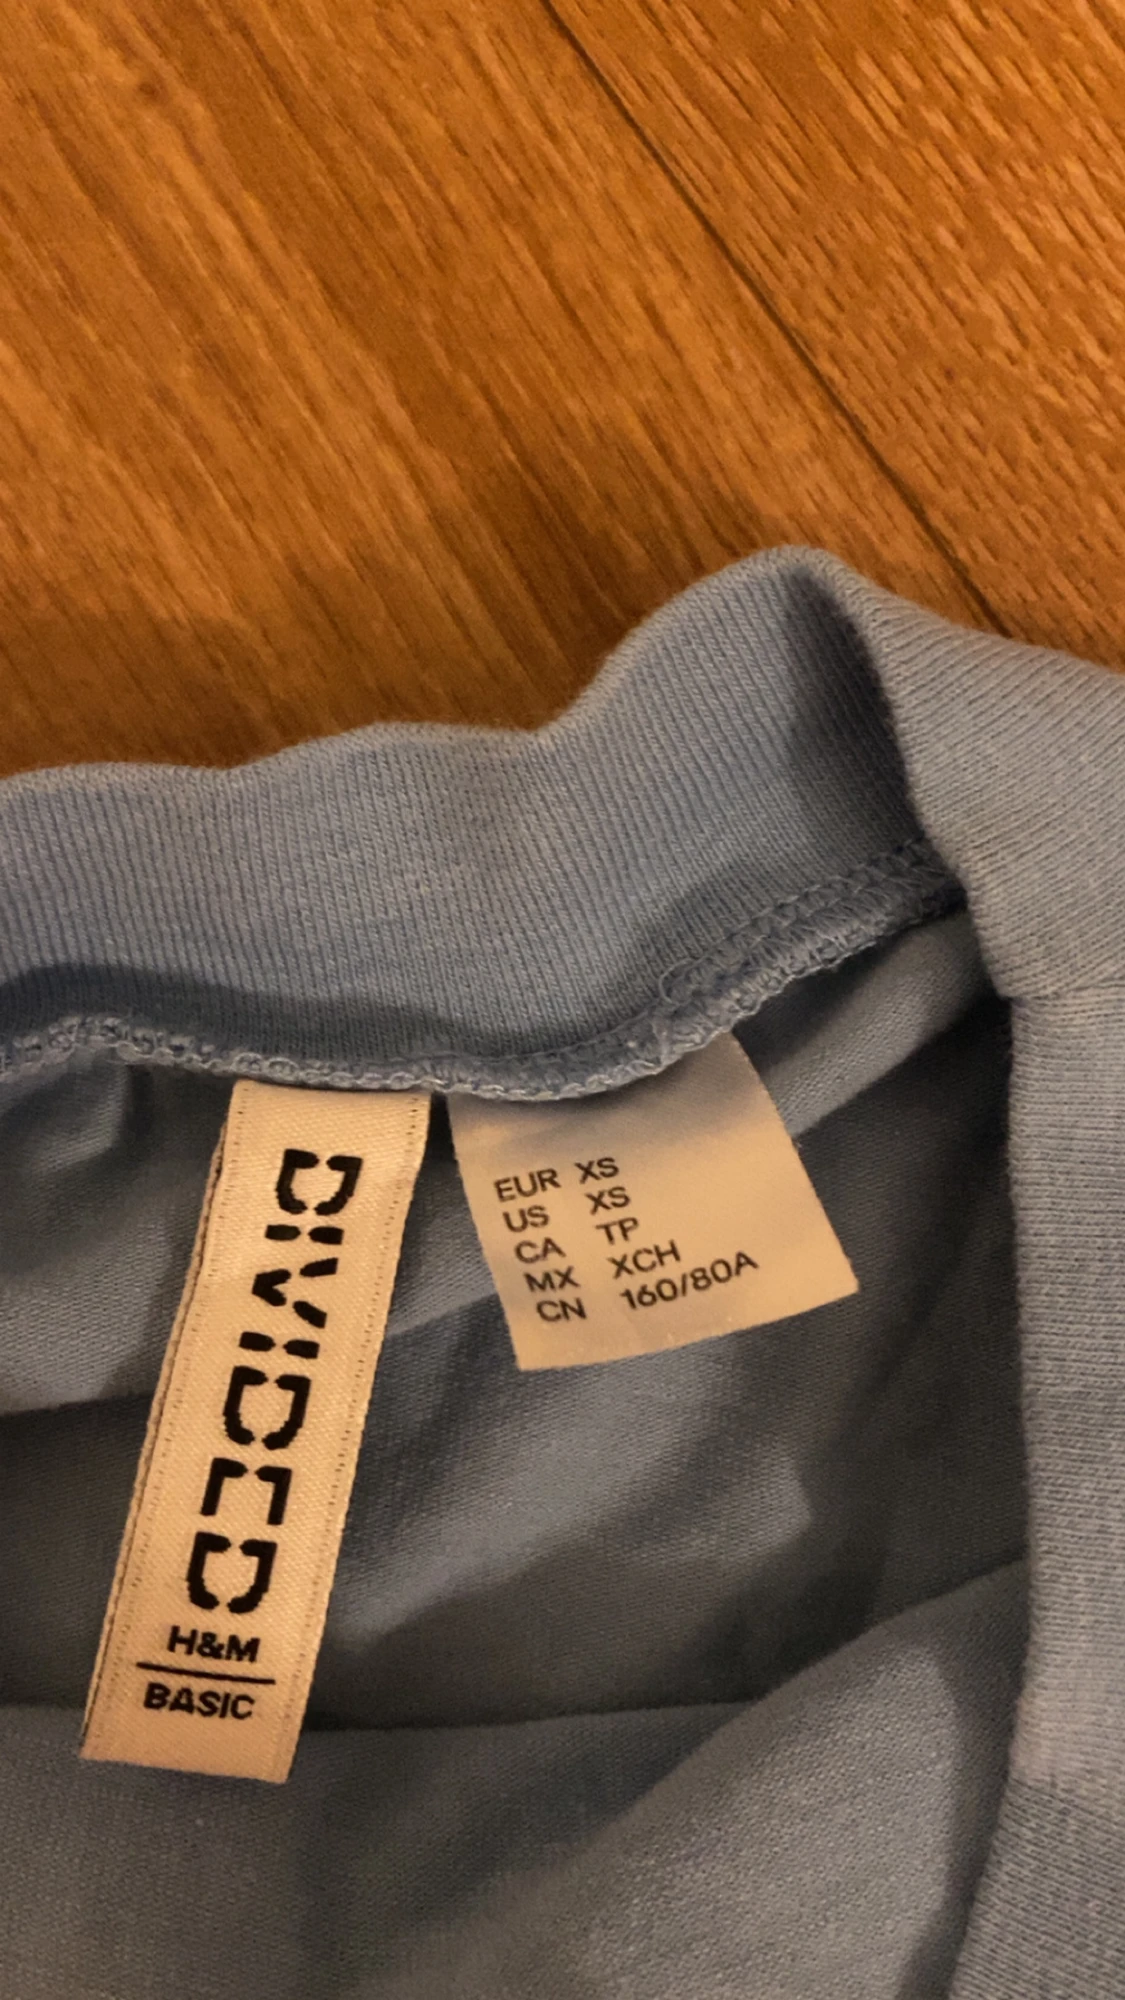 DIVIDED
H&M
BASIC
EUR XS
US XS
CA TP
MX XCH
CN 160/80A